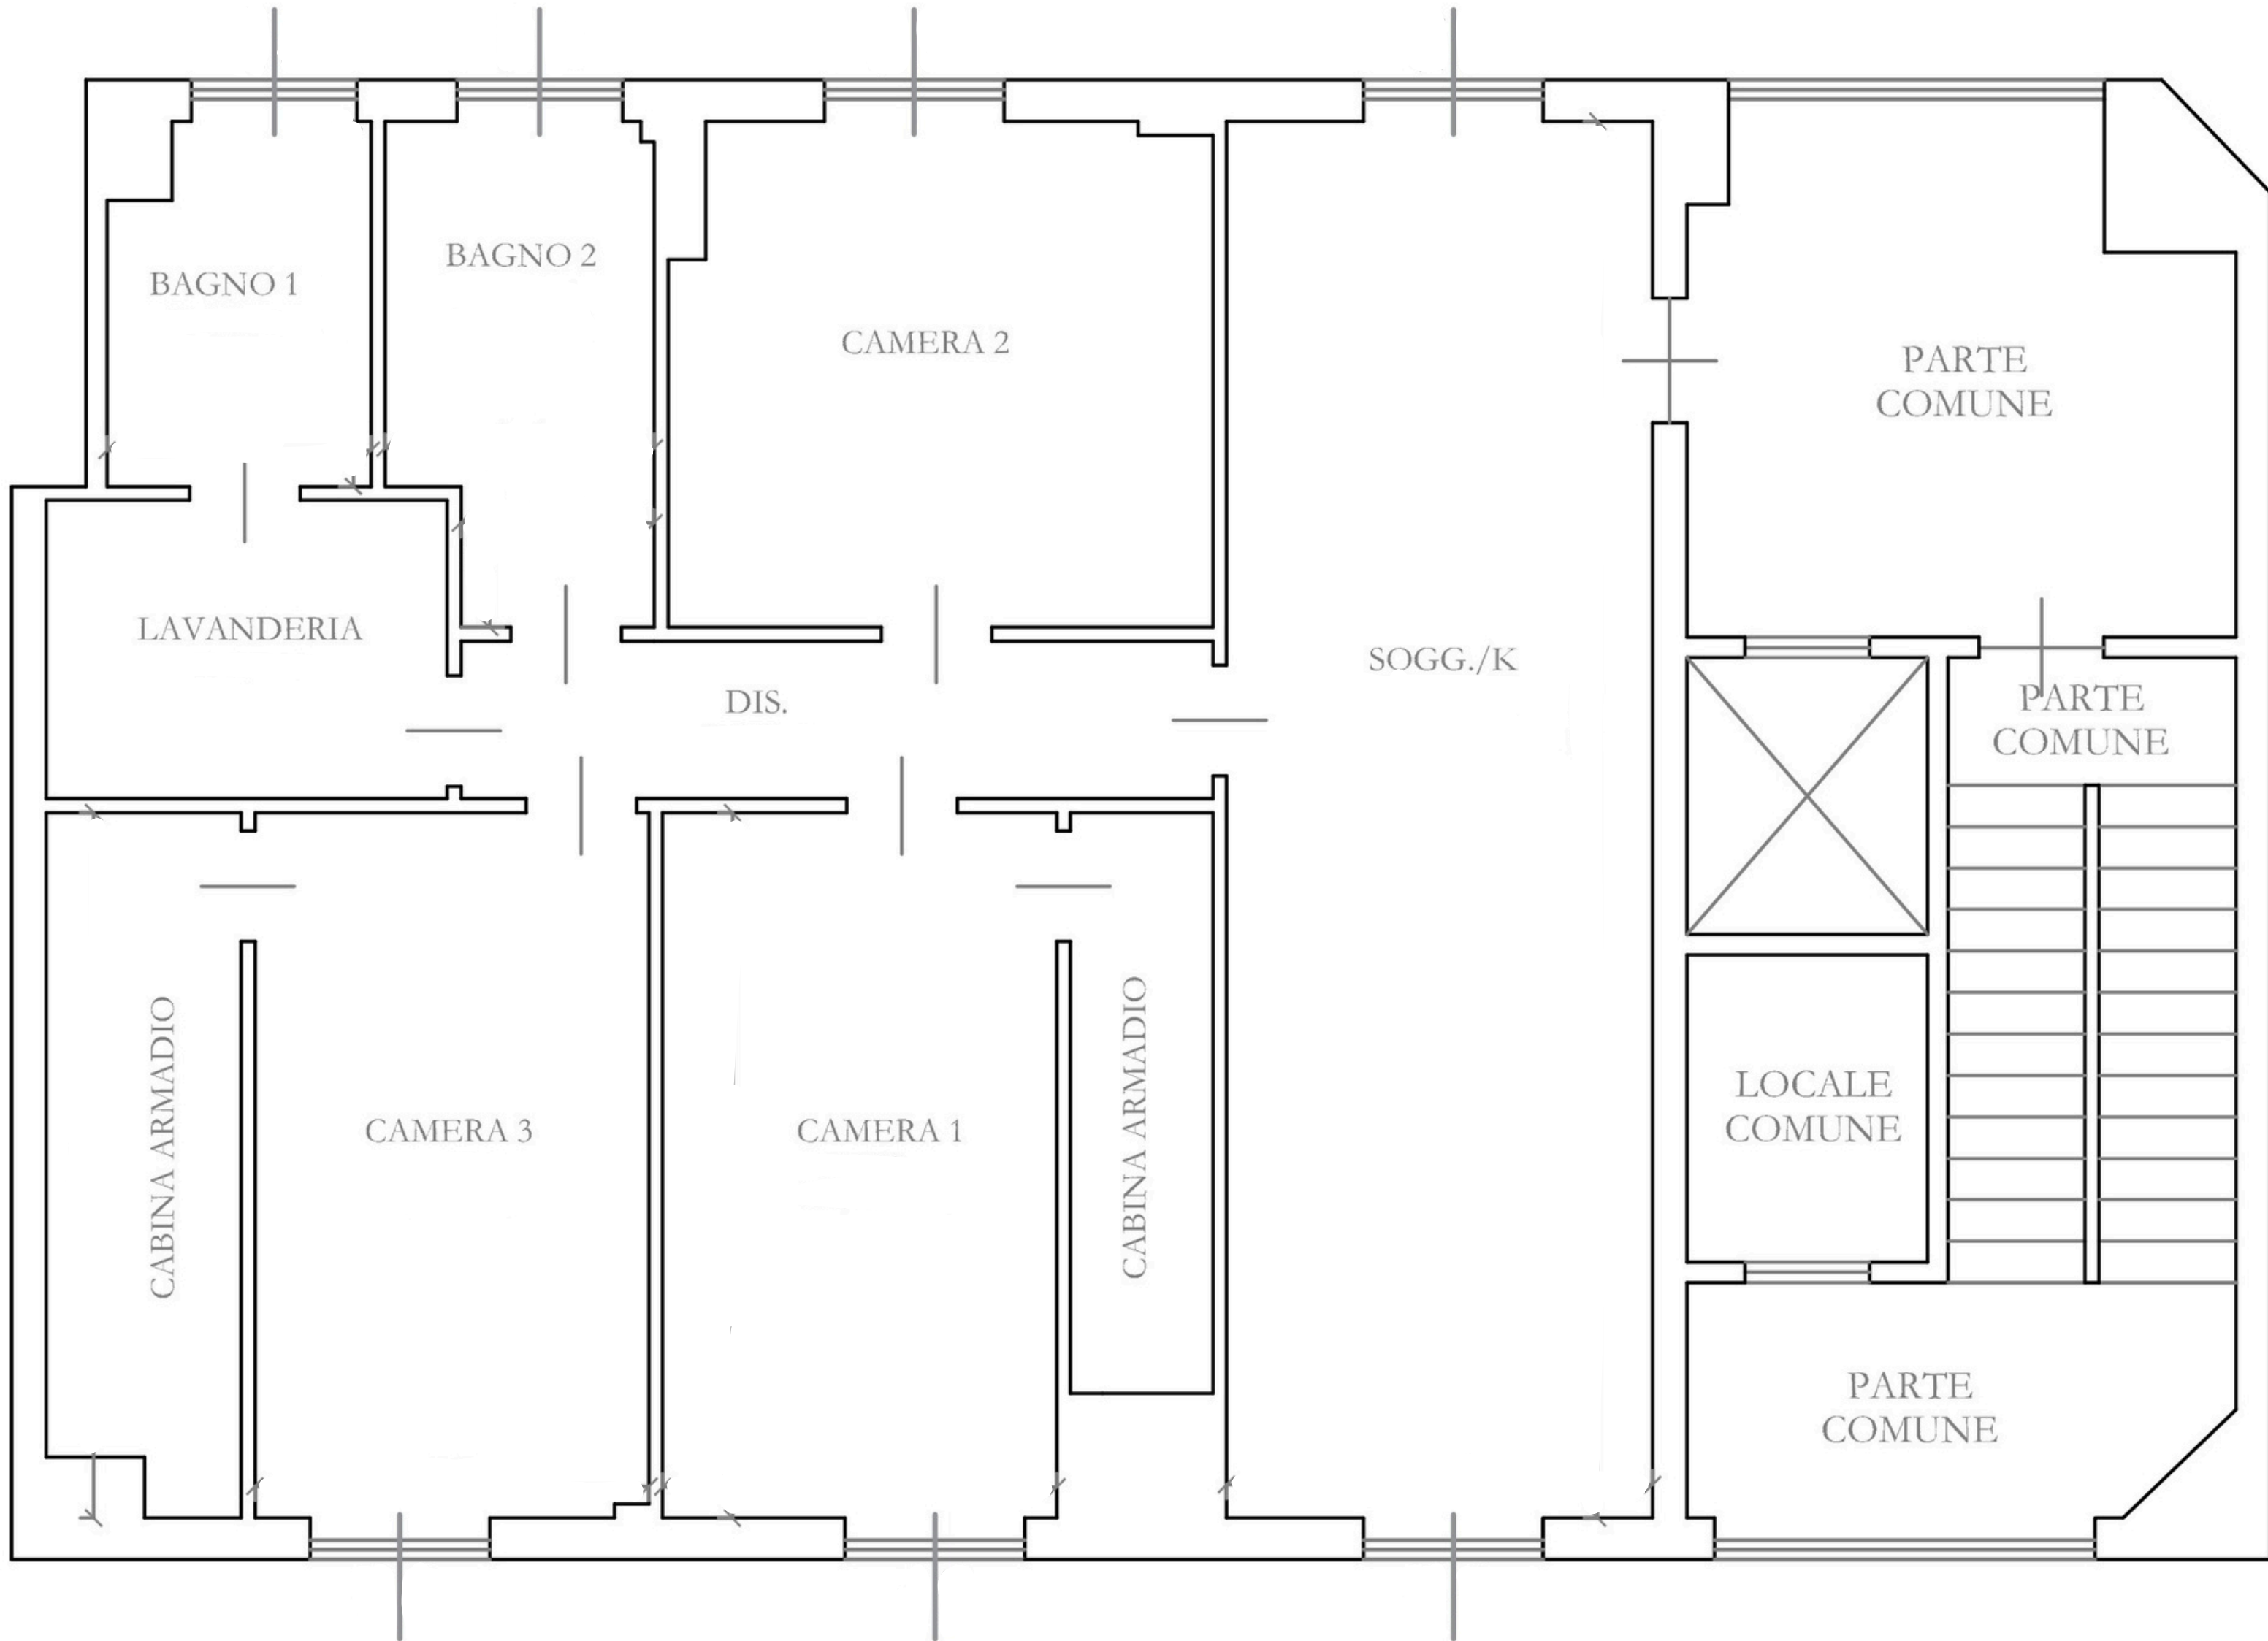 BAGNO 1
BAGNO 2
CAMERA 2
PARTE
COMUNE
LAVANDERIA
SOGG./K
DIS.
PARTE
COMUNE
CABINA ARMADIO
CAMERA 3
CAMERA 1
CABINA ARMADIO
LOCALE
COMUNE
PARTE
COMUNE